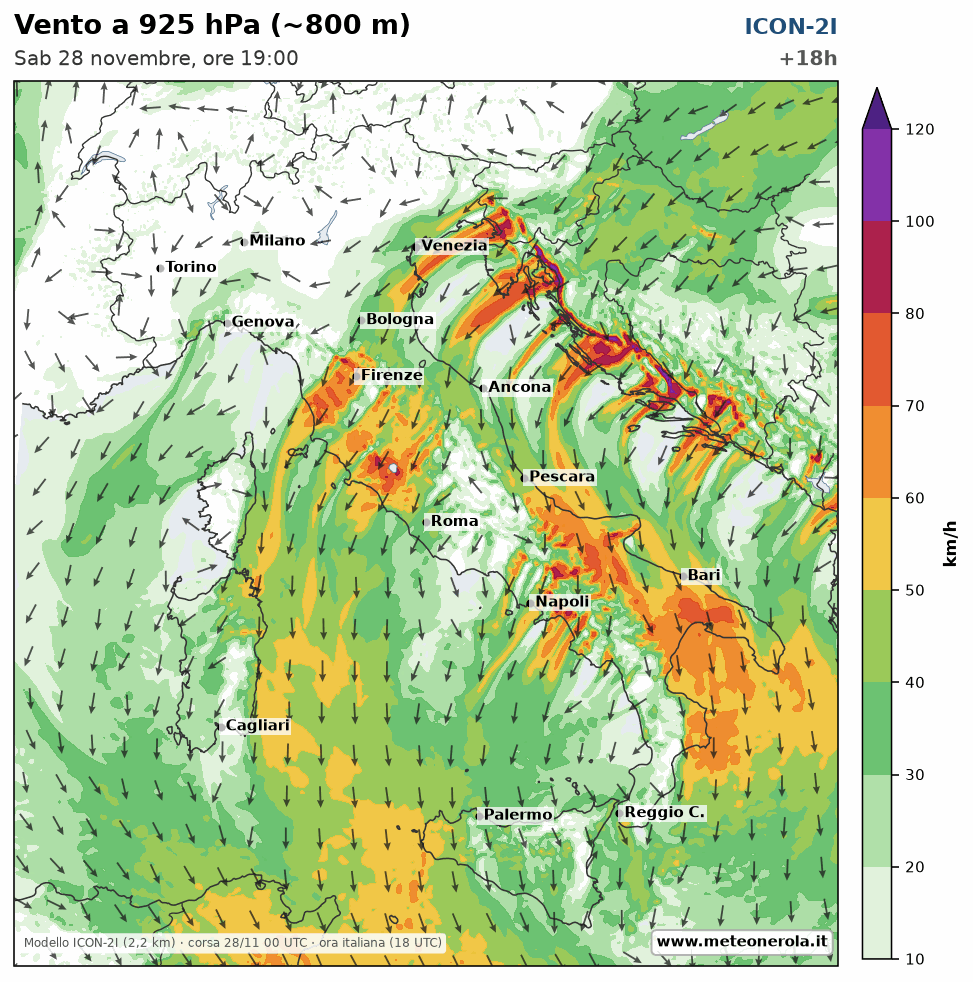 Vento a 925 hPa (~800 m)
ICON-2I
Sab 28 novembre, ore 19:00
+18h
120
100
80
70
60
50
40
30
20
10
km/h
Milano
Venezia
Torino
Genova
Bologna
Firenze
Ancona
Pescara
Roma
Bari
Napoli
Cagliari
Palermo
Reggio C.
Modello ICON-2I (2,2 km) · corsa 28/11 00 UTC · ora italiana (18 UTC)
www.meteonerola.it